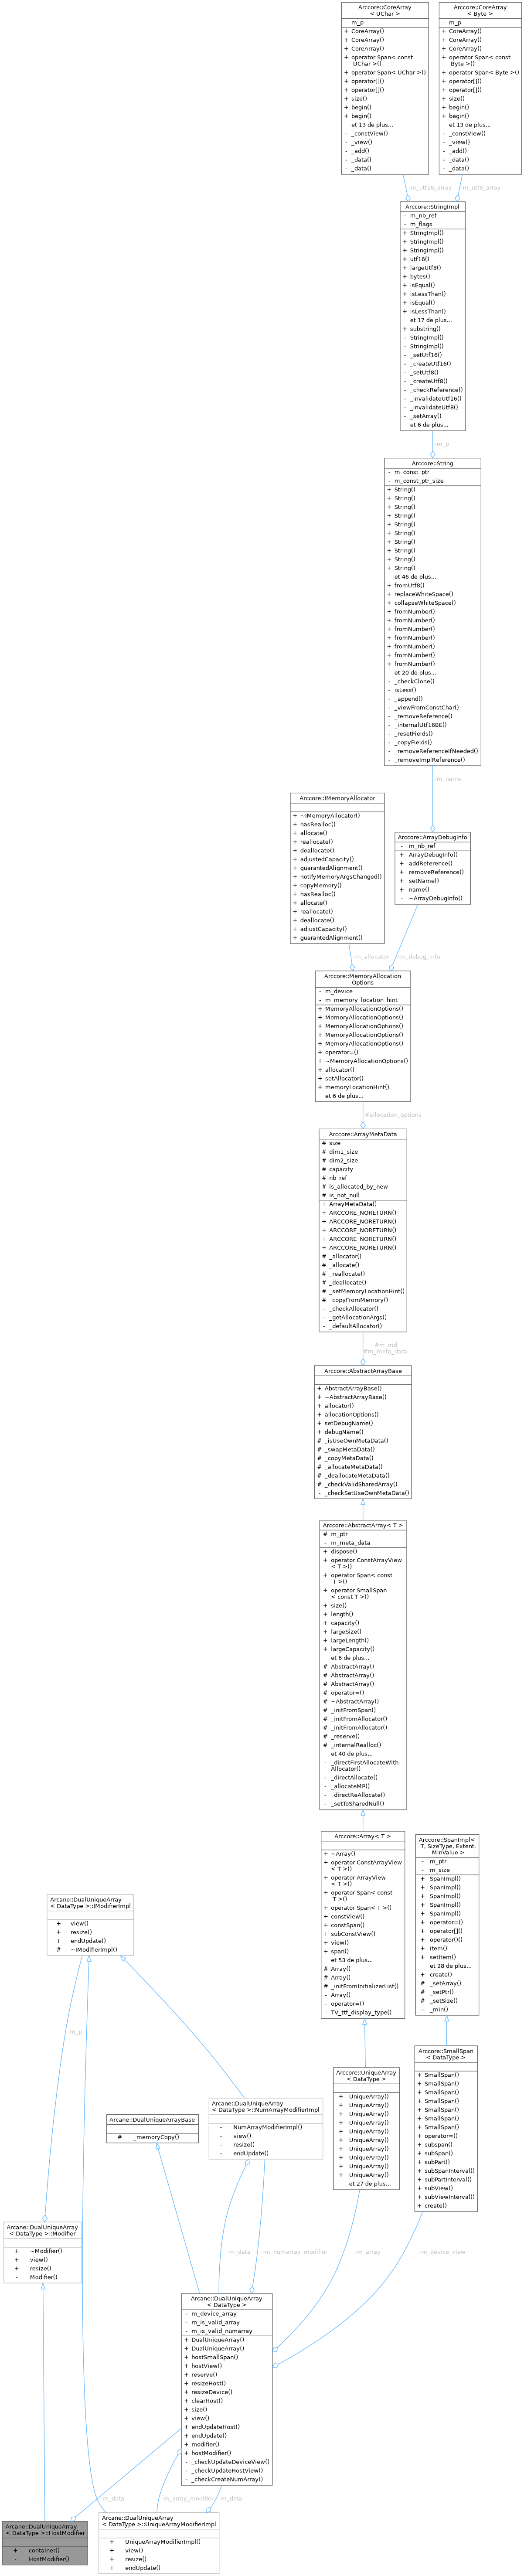 Arccore::CoreArray
< UChar >
- m_p
+ CoreArray()
+ CoreArray()
+ CoreArray()
+ operator Span< const
UChar >()
+ operator Span< UChar >()
+ operator[]()
+ operator[]()
+ size()
+ begin()
+ begin()
et 13 de plus...
- _constView()
- _view()
- _add()
- _data()
- _data()
Arccore::CoreArray
< Byte >
- m_p
+ CoreArray()
+ CoreArray()
+ CoreArray()
+ operator Span< const
Byte >()
+ operator Span< Byte >()
+ operator[]()
+ operator[]()
+ size()
+ begin()
+ begin()
et 13 de plus...
- _constView()
- _view()
- _add()
- _data()
- _data()
-m_utf16_array
-m_utf8_array
Arccore::StringImpl
- m_nb_ref
- m_flags
+ StringImpl()
+ StringImpl()
+ StringImpl()
+ utf16()
+ largeUtf8()
+ bytes()
+ isEqual()
+ isLessThan()
+ isEqual()
+ isLessThan()
et 17 de plus...
+ substring()
- StringImpl()
- StringImpl()
- _setUtf16()
- _createUtf16()
- _setUtf8()
- _createUtf8()
- _checkReference()
- _invalidateUtf16()
- _invalidateUtf8()
- _setArray()
et 6 de plus...
-m_p
Arccore::String
- m_const_ptr
- m_const_ptr_size
+ String()
+ String()
+ String()
+ String()
+ String()
+ String()
+ String()
+ String()
+ String()
+ String()
et 46 de plus...
+ fromUtf8()
+ replaceWhiteSpace()
+ collapseWhiteSpace()
+ fromNumber()
+ fromNumber()
+ fromNumber()
+ fromNumber()
+ fromNumber()
+ fromNumber()
+ fromNumber()
et 20 de plus...
- _checkClone()
- isLess()
- _append()
- _viewFromConstChar()
- _removeReference()
- _internalUtf16BE()
- _resetFields()
- _copyFields()
- _removeReferenceIfNeeded()
- _removeImplReference()
-m_name
Arccore::IMemoryAllocator
+ ~IMemoryAllocator()
+ hasRealloc()
+ allocate()
+ reallocate()
+ deallocate()
+ adjustedCapacity()
+ guarantedAlignment()
+ notifyMemoryArgsChanged()
+ copyMemory()
+ hasRealloc()
+ allocate()
+ reallocate()
+ deallocate()
+ adjustCapacity()
+ guarantedAlignment()
Arccore::ArrayDebugInfo
- m_nb_ref
+ ArrayDebugInfo()
+ addReference()
+ removeReference()
+ setName()
+ name()
- ~ArrayDebugInfo()
-m_allocator
-m_debug_info
Arccore::MemoryAllocation
Options
- m_device
- m_memory_location_hint
+ MemoryAllocationOptions()
+ MemoryAllocationOptions()
+ MemoryAllocationOptions()
+ MemoryAllocationOptions()
+ MemoryAllocationOptions()
+ operator=()
+ ~MemoryAllocationOptions()
+ allocator()
+ setAllocator()
+ memoryLocationHint()
et 6 de plus...
#allocation_options
Arccore::ArrayMetaData
# size
# dim1_size
# dim2_size
# capacity
# nb_ref
# is_allocated_by_new
# is_not_null
+ ArrayMetaData()
+ ARCCORE_NORETURN()
+ ARCCORE_NORETURN()
+ ARCCORE_NORETURN()
+ ARCCORE_NORETURN()
+ ARCCORE_NORETURN()
# _allocator()
# _allocate()
# _reallocate()
# _deallocate()
# _setMemoryLocationHint()
# _copyFromMemory()
- _checkAllocator()
- _getAllocationArgs()
- _defaultAllocator()
#m_md
#m_meta_data
Arccore::AbstractArrayBase
+ AbstractArrayBase()
+ ~AbstractArrayBase()
+ allocator()
+ allocationOptions()
+ setDebugName()
+ debugName()
# _isUseOwnMetaData()
# _swapMetaData()
# _copyMetaData()
# _allocateMetaData()
# _deallocateMetaData()
# _checkValidSharedArray()
- _checkSetUseOwnMetaData()
Arccore::AbstractArray< T >
# m_ptr
- m_meta_data
+ dispose()
+ operator ConstArrayView
< T >()
+ operator Span< const
T >()
+ operator SmallSpan
< const T >()
+ size()
+ length()
+ capacity()
+ largeSize()
+ largeLength()
+ largeCapacity()
et 6 de plus...
# AbstractArray()
# AbstractArray()
# AbstractArray()
# operator=()
# ~AbstractArray()
# _initFromSpan()
# _initFromAllocator()
# _initFromAllocator()
# _reserve()
# _internalRealloc()
et 40 de plus...
- _directFirstAllocateWith
Allocator()
- _directAllocate()
- _allocateMP()
- _directReAllocate()
- _setToSharedNull()
Arccore::Array< T >
+ ~Array()
+ operator ConstArrayView
< T >()
+ operator ArrayView
< T >()
+ operator Span< const
T >()
+ operator Span< T >()
+ constView()
+ constSpan()
+ subConstView()
+ view()
+ span()
et 53 de plus...
# Array()
# Array()
# _initFromInitializerList()
- Array()
- operator=()
- TV_ttf_display_type()
Arccore::SpanImpl<
T, SizeType, Extent,
MinValue >
- m_ptr
- m_size
+ SpanImpl()
+ SpanImpl()
+ SpanImpl()
+ SpanImpl()
+ SpanImpl()
+ operator=()
+ operator[]()
+ operator()()
+ item()
+ setItem()
et 28 de plus...
+ create()
# _setArray()
# _setPtr()
# _setSize()
- _min()
Arcane::DualUniqueArray
< DataType >::IModifierImpl
+ view()
+ resize()
+ endUpdate()
# ~IModifierImpl()
-m_p
Arccore::SmallSpan
< DataType >
+ SmallSpan()
+ SmallSpan()
+ SmallSpan()
+ SmallSpan()
+ SmallSpan()
+ SmallSpan()
+ SmallSpan()
+ operator=()
+ subspan()
+ subSpan()
+ subPart()
+ subSpanInterval()
+ subPartInterval()
+ subView()
+ subViewInterval()
+ create()
Arccore::UniqueArray
< DataType >
+ UniqueArray()
+ UniqueArray()
+ UniqueArray()
+ UniqueArray()
+ UniqueArray()
+ UniqueArray()
+ UniqueArray()
+ UniqueArray()
+ UniqueArray()
+ UniqueArray()
et 27 de plus...
Arcane::DualUniqueArray
< DataType >::NumArrayModifierImpl
- NumArrayModifierImpl()
- view()
- resize()
- endUpdate()
Arcane::DualUniqueArrayBase
# _memoryCopy()
Arcane::DualUniqueArray
< DataType >::Modifier
+ ~Modifier()
+ view()
+ resize()
- Modifier()
-m_data
-m_numarray_modifier
-m_array
-m_device_view
Arcane::DualUniqueArray
< DataType >
- m_device_array
- m_is_valid_array
- m_is_valid_numarray
+ DualUniqueArray()
+ DualUniqueArray()
+ hostSmallSpan()
+ hostView()
+ reserve()
+ resizeHost()
+ resizeDevice()
+ clearHost()
+ size()
+ view()
+ endUpdateHost()
+ endUpdate()
+ modifier()
+ hostModifier()
- _checkUpdateDeviceView()
- _checkUpdateHostView()
- _checkCreateNumArray()
-m_data
-m_array_modifier
-m_data
Arcane::DualUniqueArray
< DataType >::HostModifier
+ container()
- HostModifier()
Arcane::DualUniqueArray
< DataType >::UniqueArrayModifierImpl
+ UniqueArrayModifierImpl()
+ view()
+ resize()
+ endUpdate()